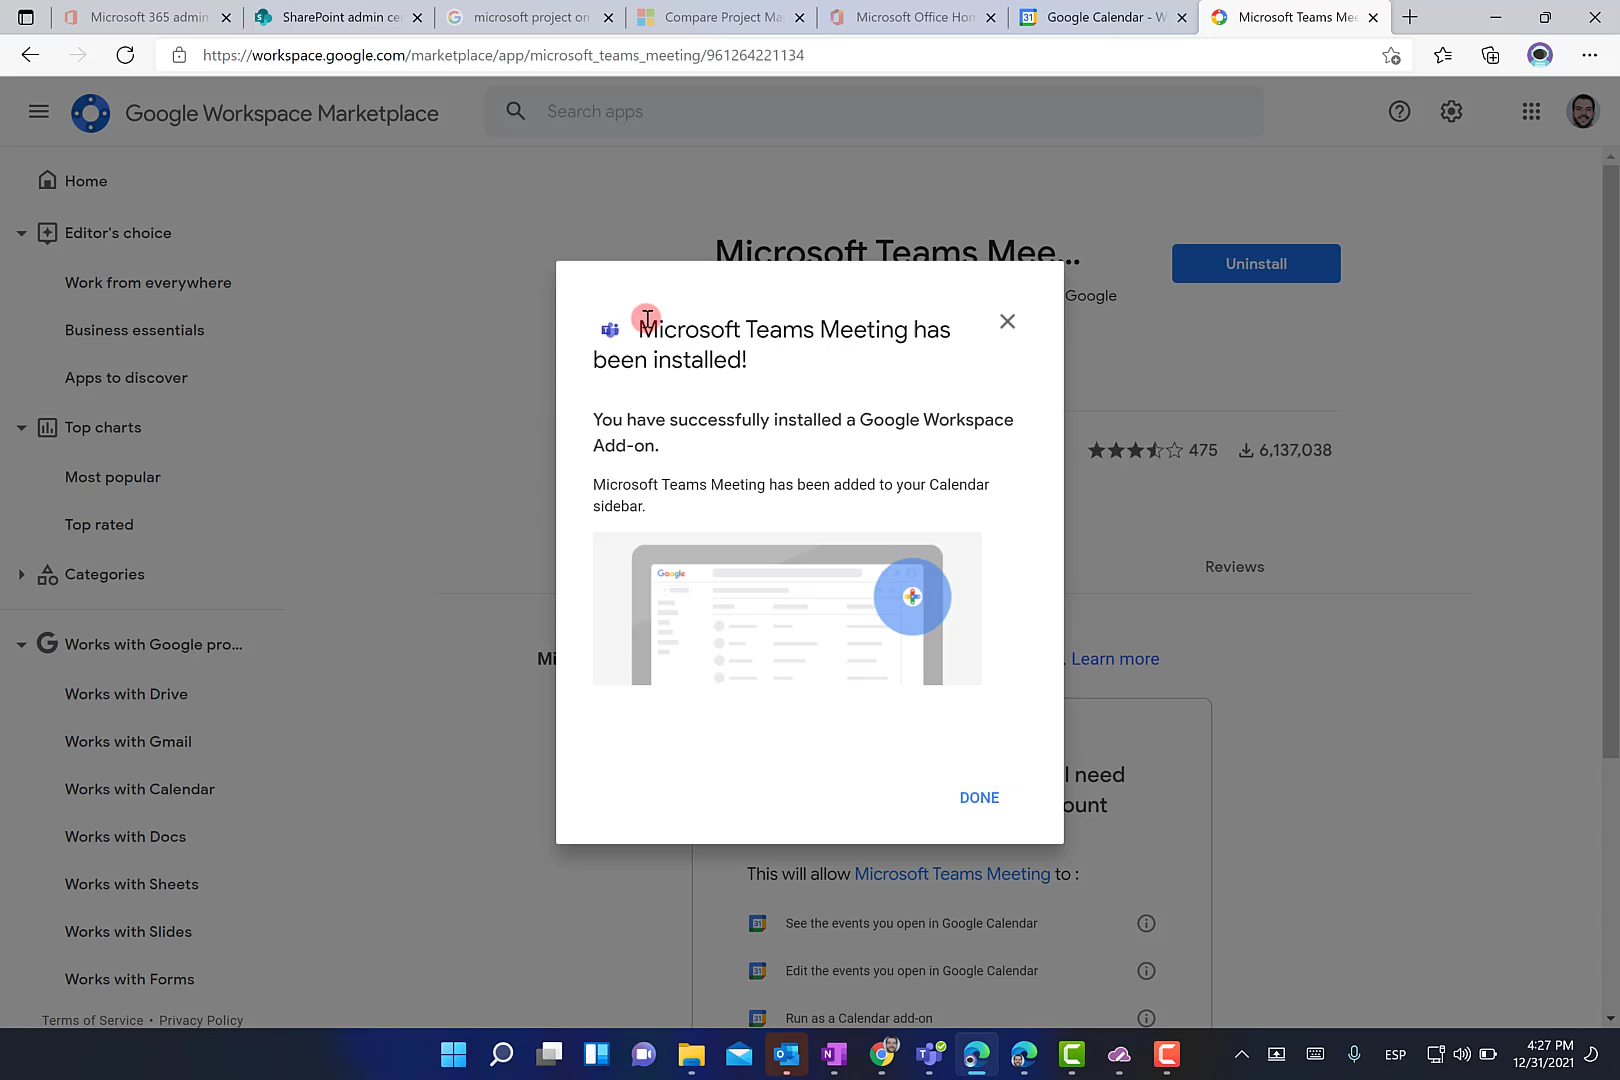 Microsoft 365 admin
SharePoint admin ce
microsoft project on
Compare Project Ma
Microsoft Office Hom
Google Calendar - W
Microsoft Teams Mee
https://workspace.google.com/marketplace/app/microsoft_teams_meeting/961264221134
Google Workspace Marketplace
Search apps
Home
Editor's choice
Work from everywhere
Business essentials
Apps to discover
Top charts
Most popular
Top rated
Categories
Works with Google pro...
Works with Drive
Works with Gmail
Works with Calendar
Works with Docs
Works with Sheets
Works with Slides
Works with Forms
Terms of Service • Privacy Policy
Microsoft Teams Mee...
Uninstall
Google
475
6,137,038
Reviews
Mi
. Learn more
l need
ount
Microsoft Teams Meeting has
been installed!
You have successfully installed a Google Workspace
Add-on.
Microsoft Teams Meeting has been added to your Calendar
sidebar.
Google
DONE
This will allow Microsoft Teams Meeting to :
31 See the events you open in Google Calendar
31 Edit the events you open in Google Calendar
31 Run as a Calendar add-on
ESP
4:27 PM
12/31/2021